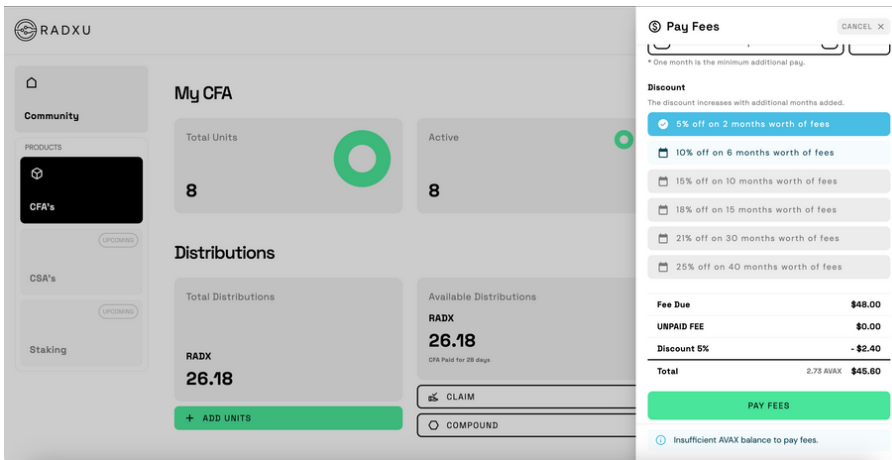 RADXU
Community
PRODUCTS
CFA's
UPCOMING
CSA's
UPCOMING
Staking
My CFA
Total Units
8
Active
8
Distributions
Total Distributions
RADX
26.18
+ ADD UNITS
Available Distributions
RADX
26.18
CFA Paid for 28 days
CLAIM
COMPOUND
Pay Fees
CANCEL ×
* One month is the minimum additional pay.
Discount
The discount increases with additional months added.
5% off on 2 months worth of fees
10% off on 6 months worth of fees
15% off on 10 months worth of fees
18% off on 15 months worth of fees
21% off on 30 months worth of fees
25% off on 40 months worth of fees
Fee Due $48.00
UNPAID FEE $0.00
Discount 5% - $2.40
Total 2.73 AVAX $45.60
PAY FEES
Insufficient AVAX balance to pay fees.